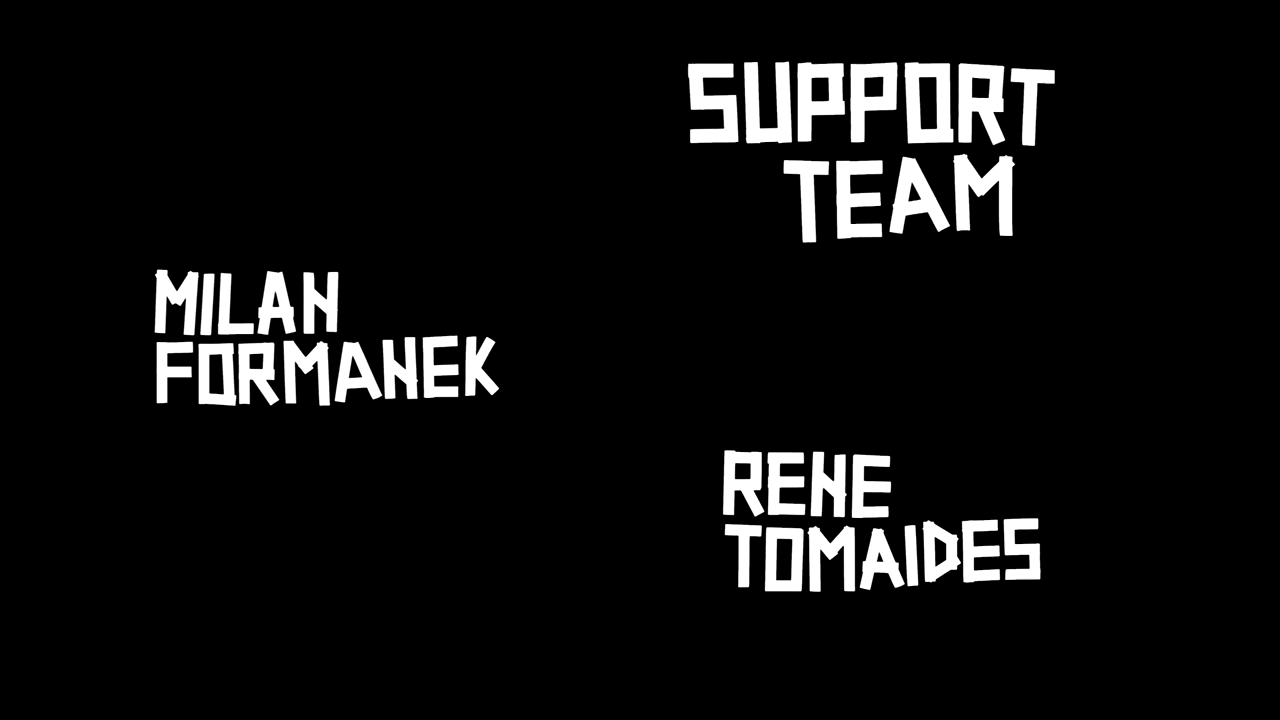 SUPPORT
TEAM
MILAN
FORMANEK
RENE
TOMAIDES